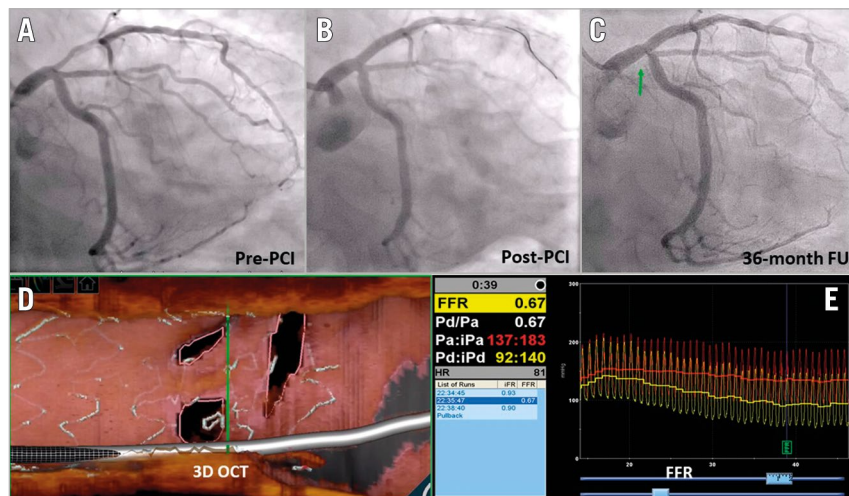 A
B
C
Pre-PCI
Post-PCI
36-month FU
D
3D OCT
0:39
FFR 0.67
Pd/Pa 0.67
Pa:iPa 137:183
Pd:iPd 92:140
HR 81
List of Runs iFR FFR
22:34:45 0.93
22:35:47 0.67
22:38:40 0.90
Pullback
E
300
200
100
0
mmHg
FFR
20
30
40
FFR